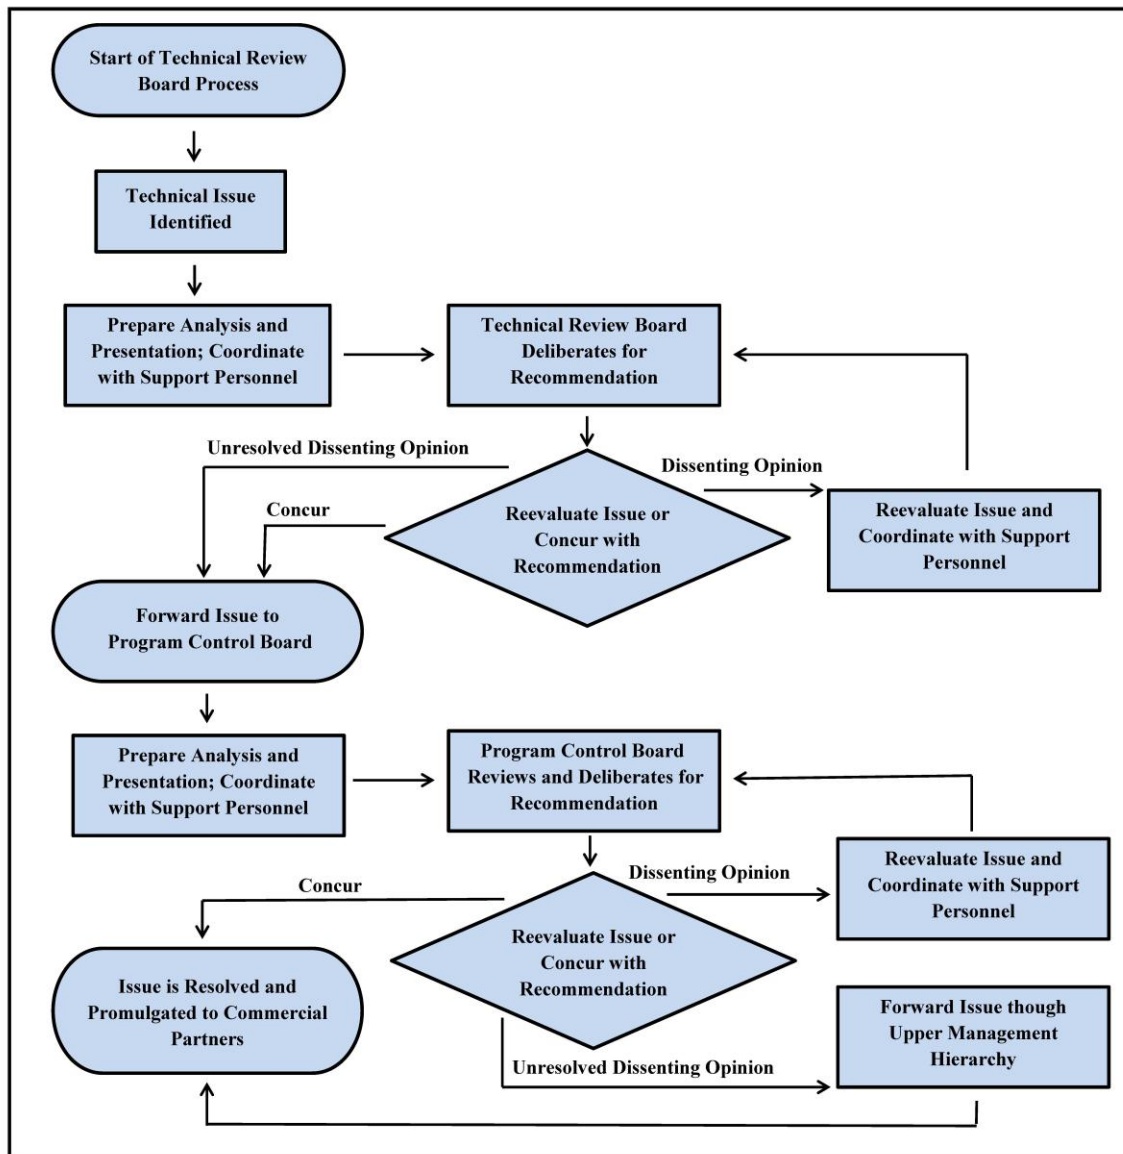 Start of Technical Review
Board Process
Technical Issue
Identified
Prepare Analysis and
Presentation; Coordinate
with Support Personnel
Technical Review Board
Deliberates for
Recommendation
Unresolved Dissenting Opinion
Dissenting Opinion
Concur
Reevaluate Issue or
Concur with
Recommendation
Reevaluate Issue and
Coordinate with Support
Personnel
Forward Issue to
Program Control Board
Prepare Analysis and
Presentation; Coordinate
with Support Personnel
Program Control Board
Reviews and Deliberates for
Recommendation
Dissenting Opinion
Concur
Reevaluate Issue and
Coordinate with Support
Personnel
Reevaluate Issue or
Concur with
Recommendation
Issue is Resolved and
Promulgated to Commercial
Partners
Unresolved Dissenting Opinion
Forward Issue though
Upper Management
Hierarchy